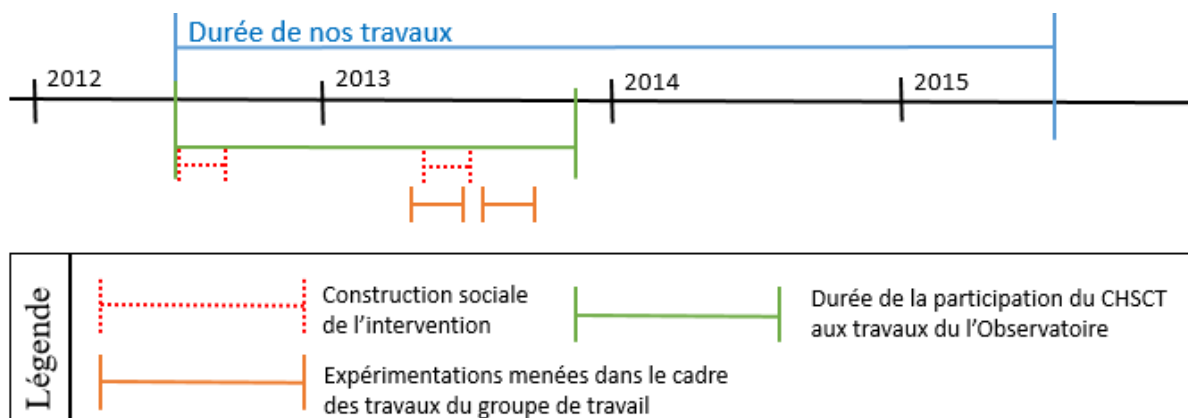 Durée de nos travaux
2012
2013
2014
2015
Légende
Construction sociale
de l'intervention
Durée de la participation du CHSCT
aux travaux du l'Observatoire
Expérimentations menées dans le cadre
des travaux du groupe de travail